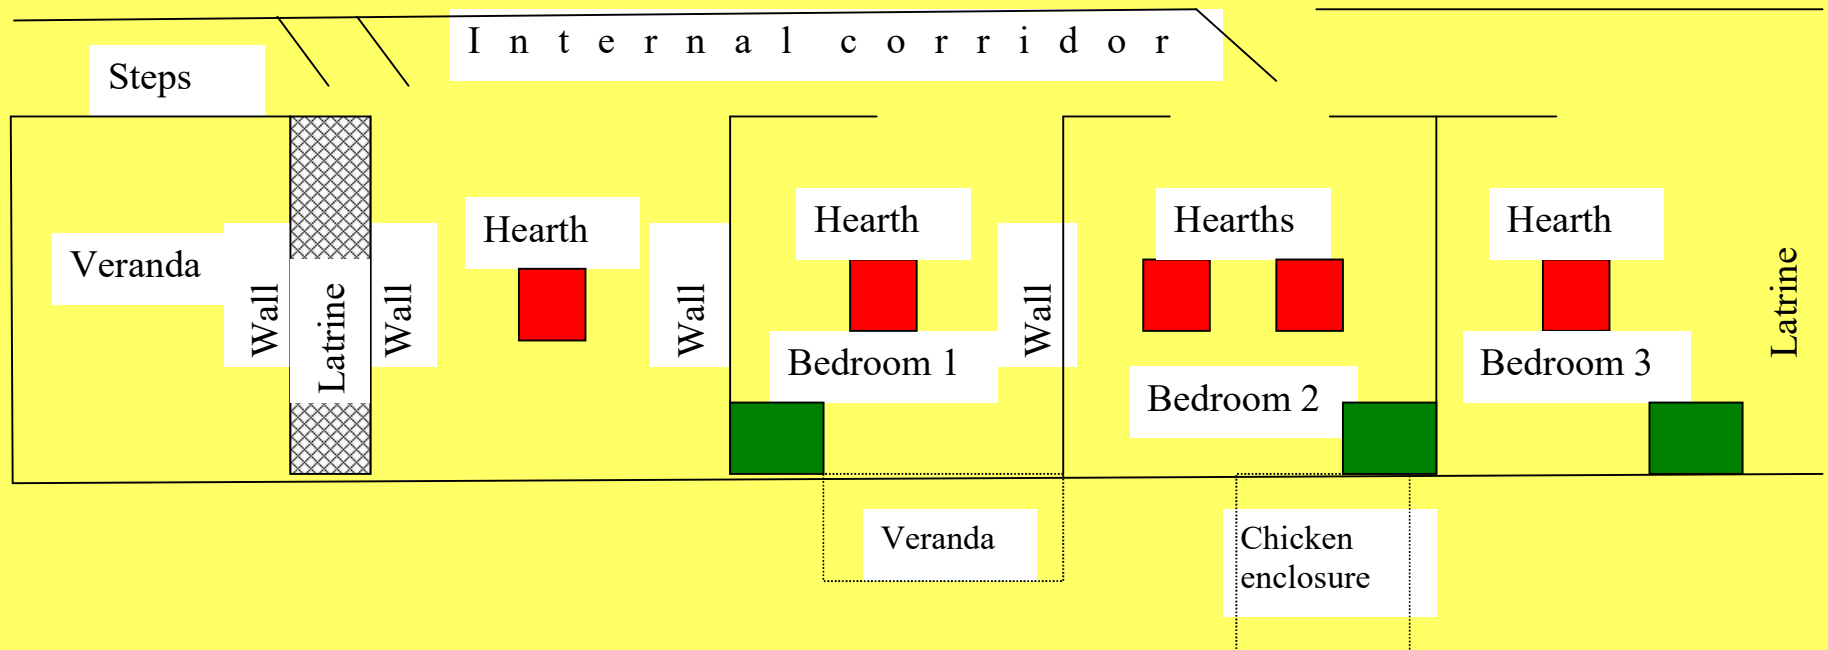 Internal corridor
Steps
Hearth
Hearth
Hearths
Hearth
Veranda
Wall
Latrine
Wall
Wall
Wall
Latrine
Bedroom 1
Bedroom 2
Bedroom 3
Veranda
Chicken
enclosure